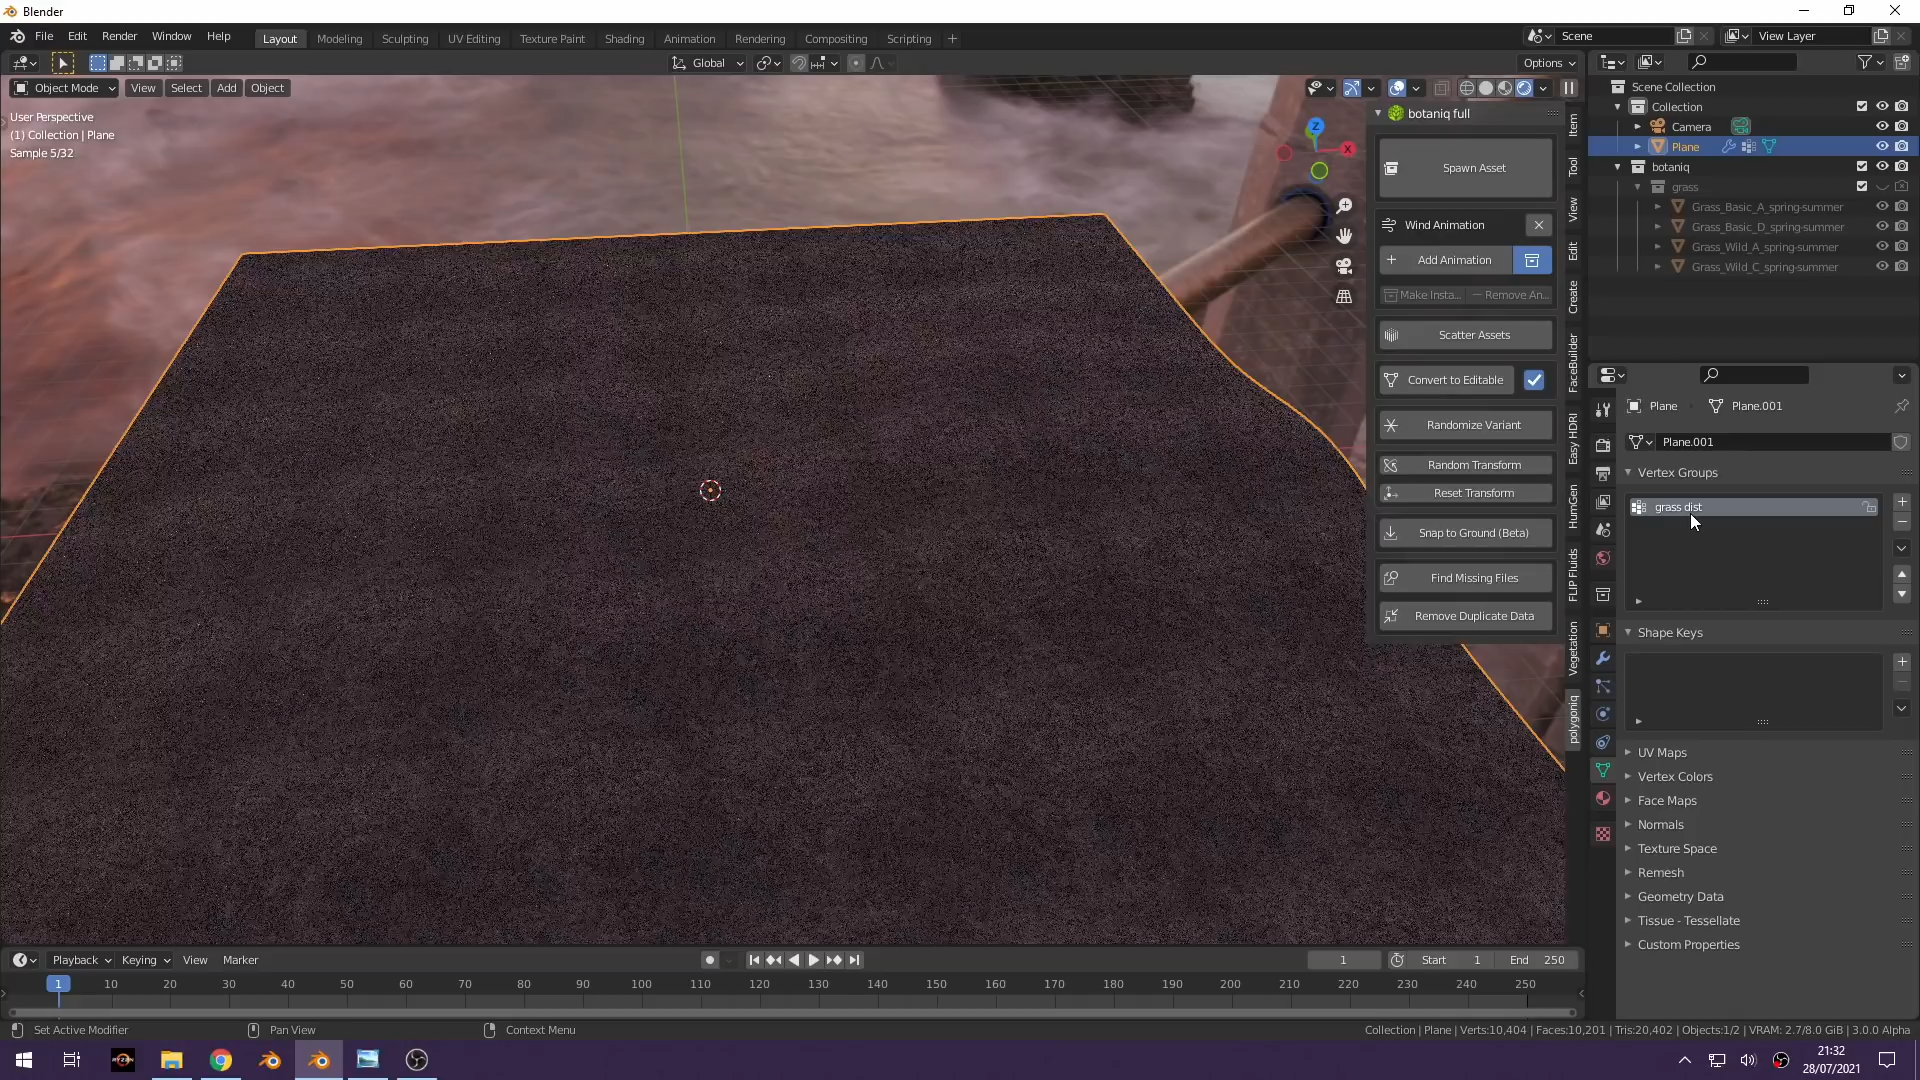 Blender
File Edit Render Window Help
Layout Modeling Sculpting UV Editing Texture Paint Shading Animation Rendering Compositing Scripting
Scene
View Layer
Global
Options
Object Mode View Select Add Object
User Perspective
(1) Collection | Plane
Sample 5/32
Z
X
botaniq full
Spawn Asset
Wind Animation
Add Animation
Make Insta...
Remove An...
Scatter Assets
Convert to Editable
Randomize Variant
Random Transform
Reset Transform
Snap to Ground (Beta)
Find Missing Files
Remove Duplicate Data
Item
Tool
View
Edit
Create
FaceBuilder
Easy HDRI
HumGen
FLIP Fluids
Vegetation
polygoniq
Scene Collection
Collection
Camera
Plane
botaniq
grass
Grass_Basic_A_spring-summer
Grass_Basic_D_spring-summer
Grass_Wild_A_spring-summer
Grass_Wild_C_spring-summer
Plane Plane.001
Plane.001
Vertex Groups
grass dist
Shape Keys
UV Maps
Vertex Colors
Face Maps
Normals
Texture Space
Remesh
Geometry Data
Tissue - Tessellate
Custom Properties
Playback Keying View Marker
1
Start 1
End 250
1 10 20 30 40 50 60 70 80 90 100 110 120 130 140 150 160 170 180 190 200 210 220 230 240 250
Set Active Modifier
Pan View
Context Menu
Collection | Plane | Verts:10,404 | Faces:10,201 | Tris:20,402 | Objects:1/2 | VRAM: 2.7/8.0 GiB | 3.0.0 Alpha
RYZEN
21:32
28/07/2021